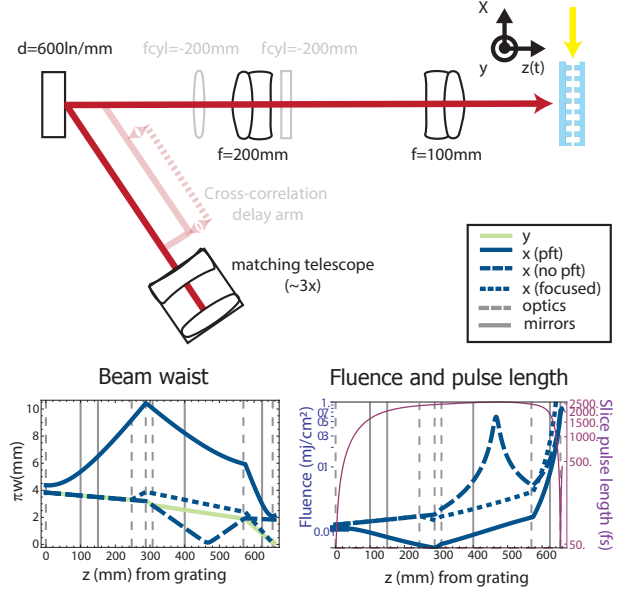 d=600ln/mm
fcyl=-200mm
fcyl=-200mm
X
y
z(t)
f=200mm
f=100mm
Cross-correlation
delay arm
matching telescope
(~3x)
y
x (pft)
x (no pft)
x (focused)
optics
mirrors
Beam waist
πw(mm)
10
8
6
4
2
0
0 100 200 300 400 500 600
z (mm) from grating
Fluence and pulse length
Fluence (mj/cm²)
1.
.07
.05
.03
.01
0.0
0 100 200 300 400 500 600
z (mm) from grating
2500.
2000.
1500.
1000.
500.
50.
Slice pulse length (fs)